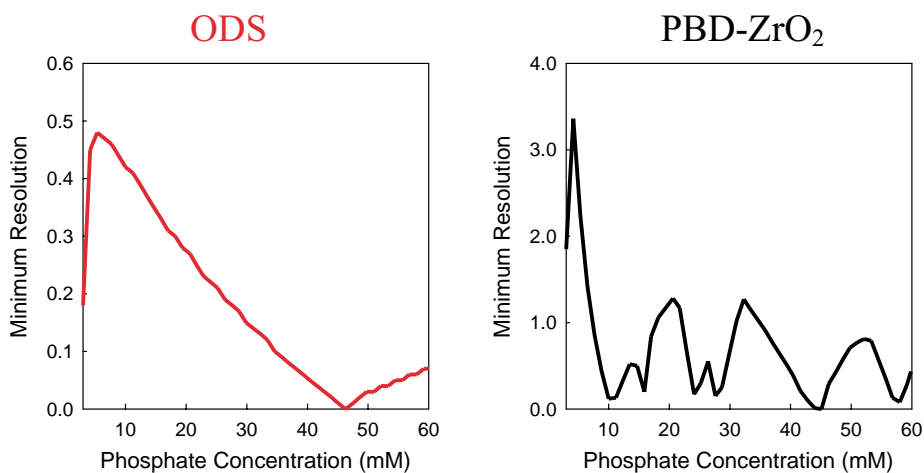 ODS
0.6
0.5
0.4
0.3
0.2
0.1
0.0
Minimum Resolution
10 20 30 40 50 60
Phosphate Concentration (mM)
PBD-ZrO₂
4.0
3.0
2.0
1.0
0.0
Minimum Resolution
10 20 30 40 50 60
Phosphate Concentration (mM)